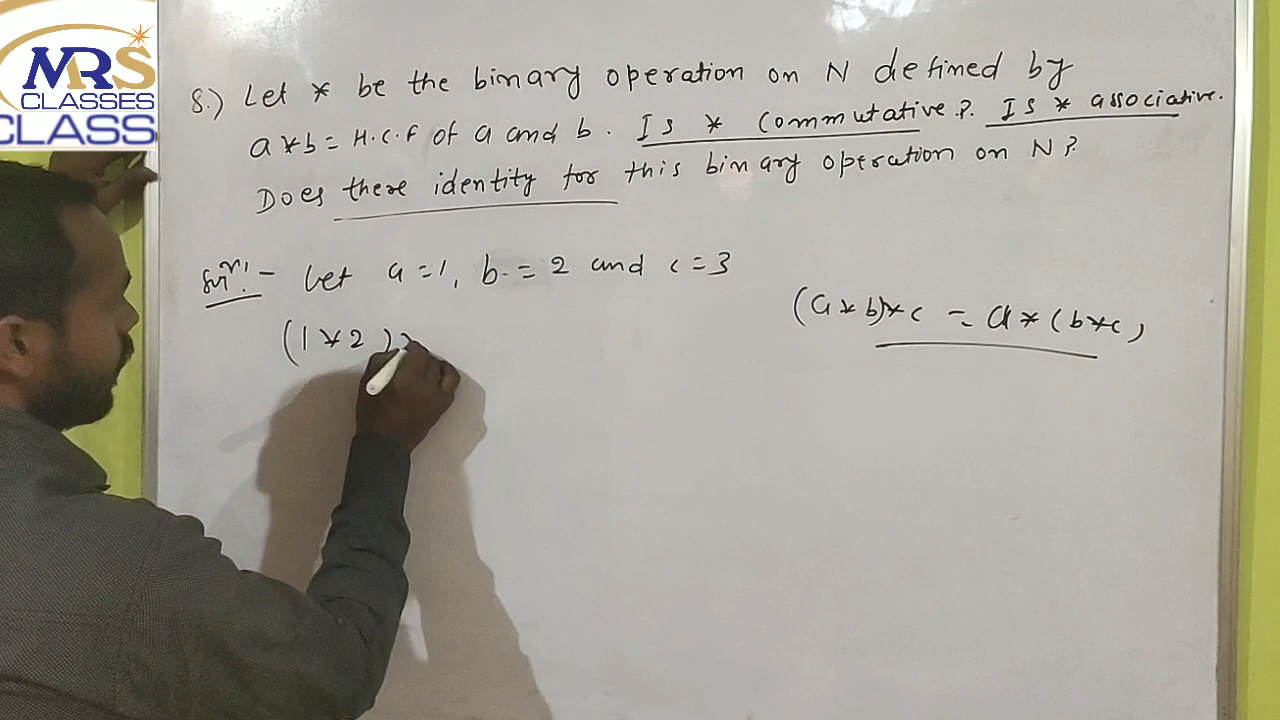 MRS
CLASSES
CLASS
8.) Let * be the binary operation on N defined by
a*b = H.C.F of a and b. Is * Commutative.? Is * associative.
Does there identity for this binary operation on N?
Sol:- Let a=1, b=2 and c=3
(a*b)*c = a*(b*c)
(1*2)